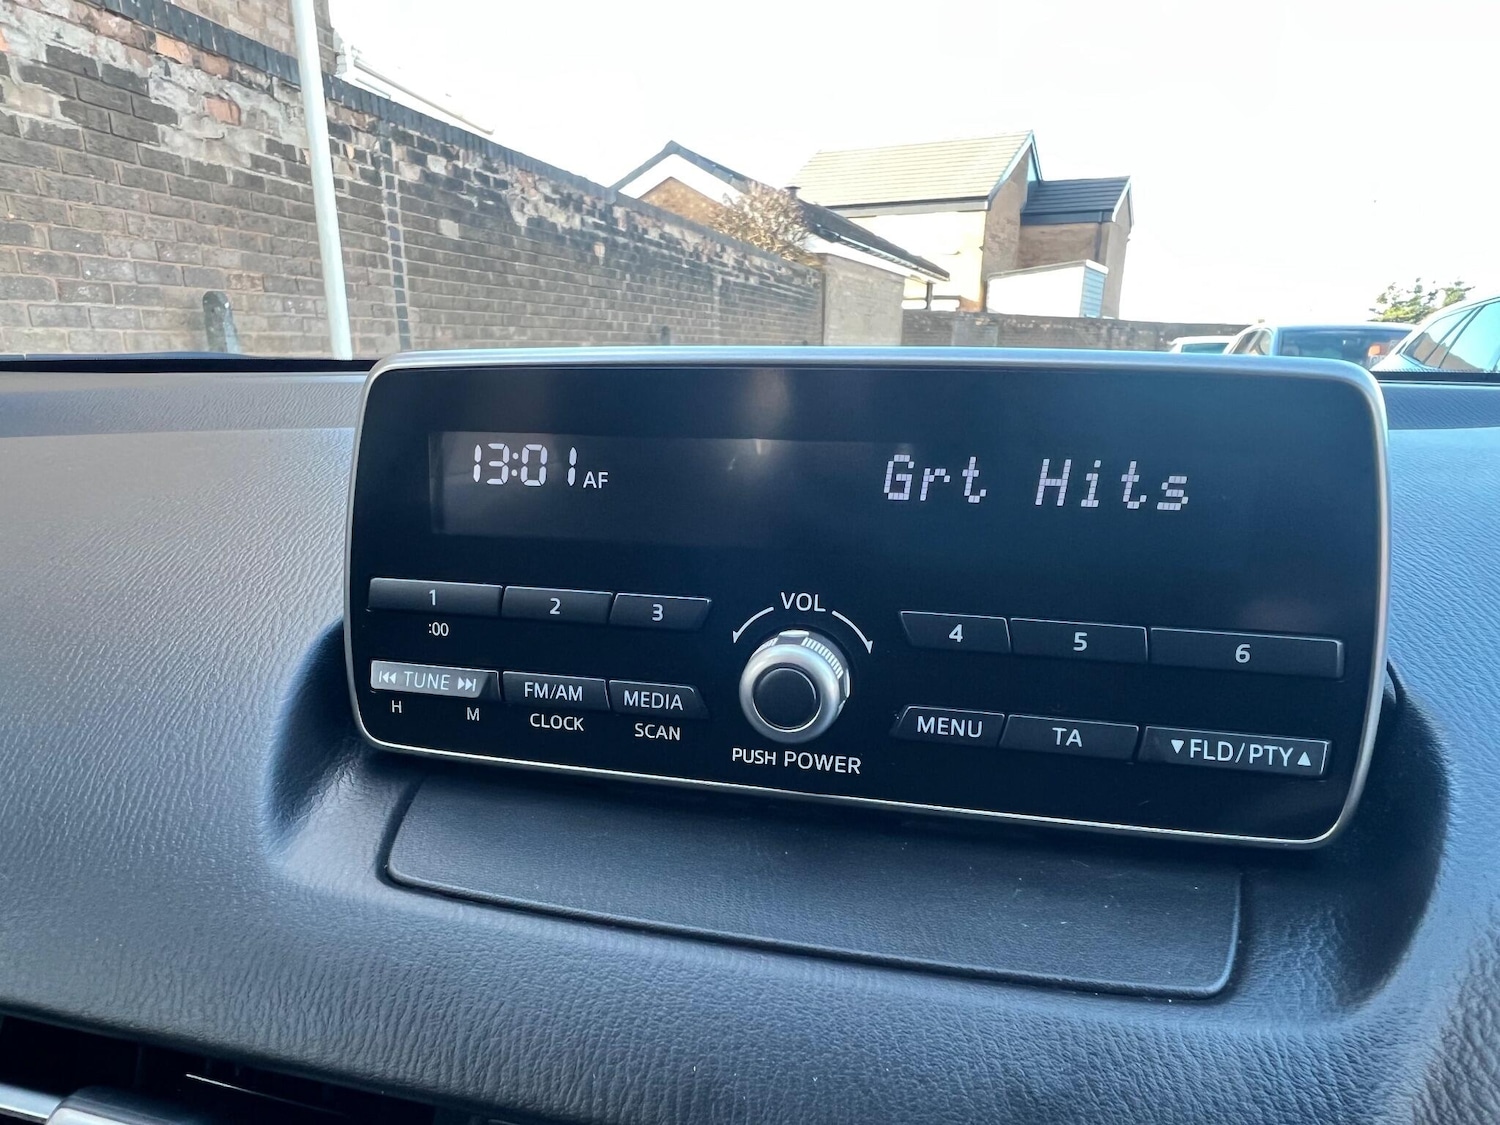 13:01 AF
Grt Hits
1
2
3
VOL
4
5
6
:00
TUNE
FM/AM
MEDIA
MENU
TA
▼FLD/PTY▲
H
M
CLOCK
SCAN
PUSH POWER